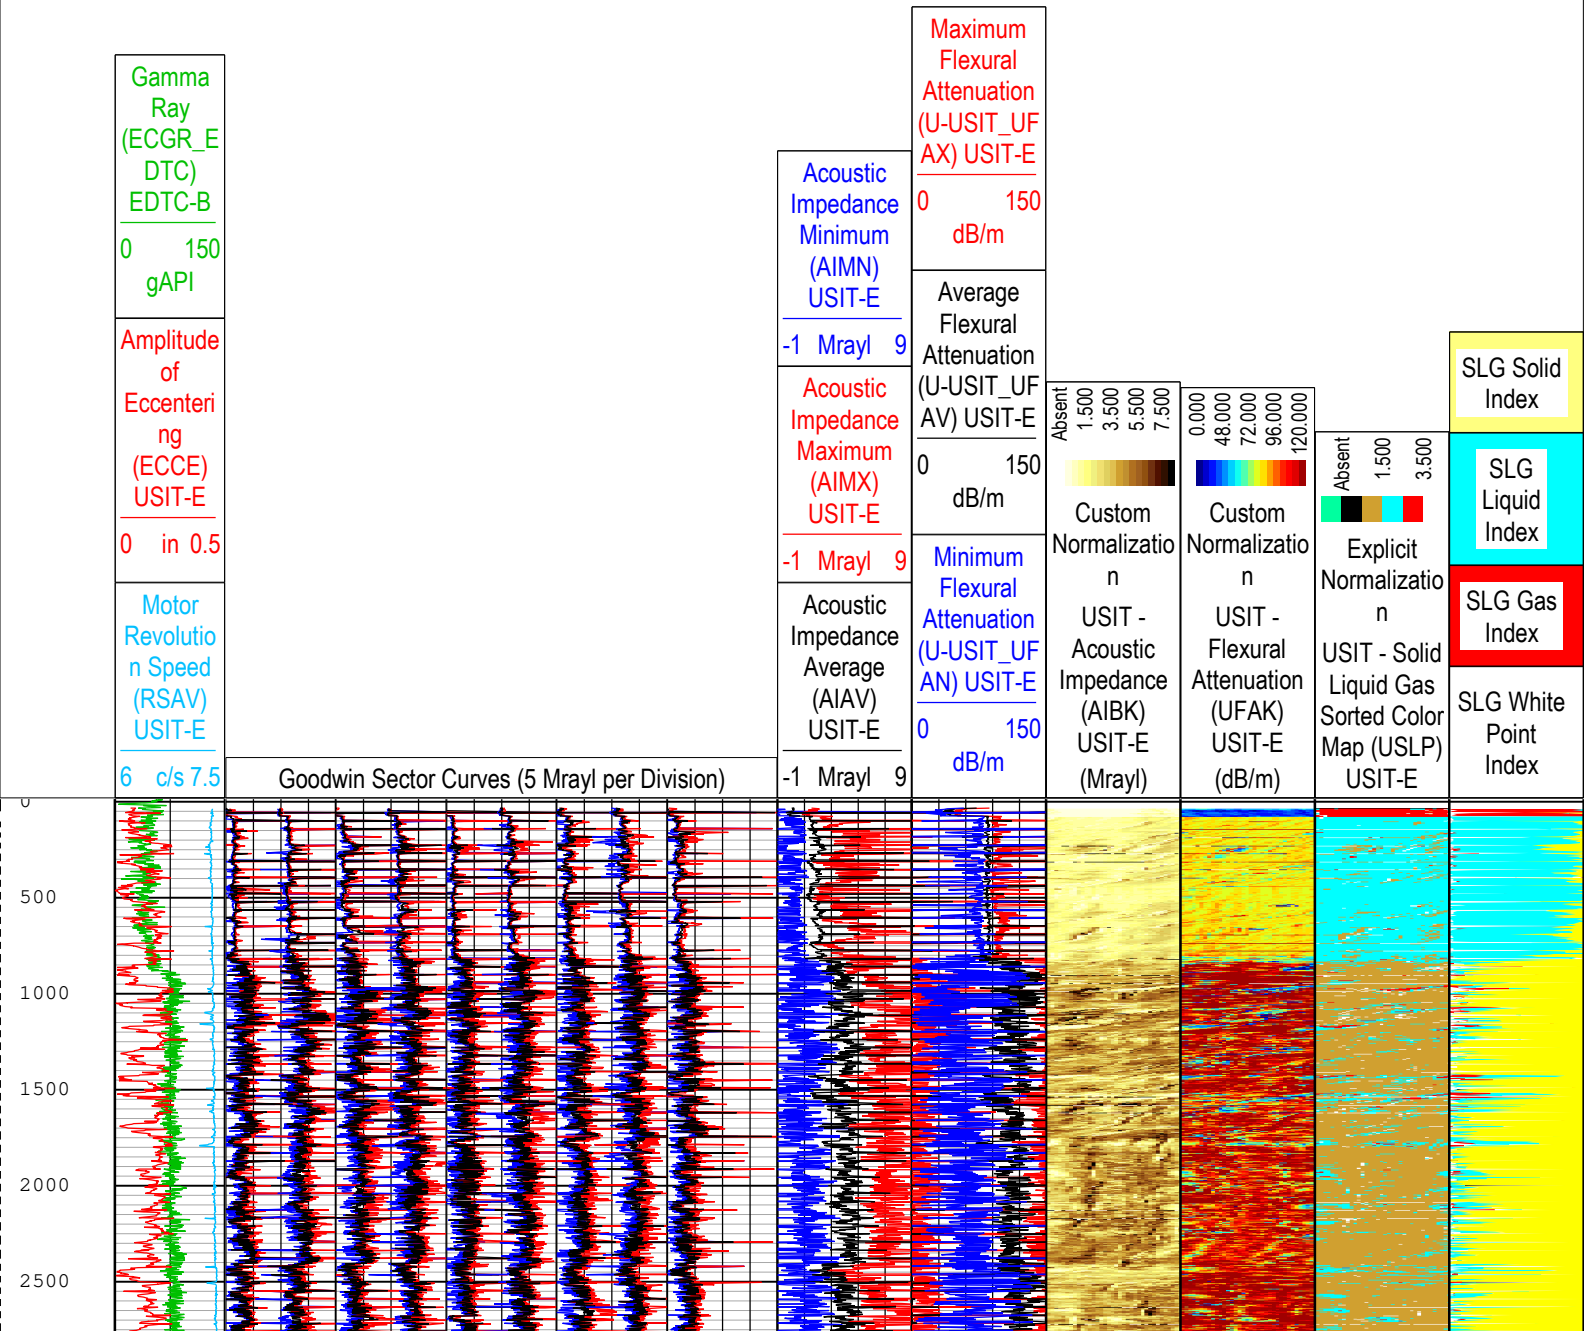 Gamma
Ray
(ECGR_E
DTC)
EDTC-B
0 150
gAPI
Amplitude
of
Eccenteri
ng
(ECCE)
USIT-E
0 in 0.5
Motor
Revolutio
n Speed
(RSAV)
USIT-E
6 c/s 7.5
Goodwin Sector Curves (5 Mrayl per Division)
Acoustic
Impedance
Minimum
(AIMN)
USIT-E
-1 Mrayl 9
Acoustic
Impedance
Maximum
(AIMX)
USIT-E
-1 Mrayl 9
Acoustic
Impedance
Average
(AIAV)
USIT-E
-1 Mrayl 9
Maximum
Flexural
Attenuation
(U-USIT_UF
AX) USIT-E
0 150
dB/m
Average
Flexural
Attenuation
(U-USIT_UF
AV) USIT-E
0 150
dB/m
Minimum
Flexural
Attenuation
(U-USIT_UF
AN) USIT-E
0 150
dB/m
Absent
1.500
3.500
5.500
7.500
Custom
Normalizatio
n
USIT -
Acoustic
Impedance
(AIBK)
USIT-E
(Mrayl)
0.000
48.000
72.000
96.000
120.000
Custom
Normalizatio
n
USIT -
Flexural
Attenuation
(UFAK)
USIT-E
(dB/m)
Absent
1.500
3.500
Explicit
Normalizatio
n
USIT - Solid
Liquid Gas
Sorted Color
Map (USLP)
USIT-E
SLG Solid
Index
SLG
Liquid
Index
SLG Gas
Index
SLG White
Point
Index
0
500
1000
1500
2000
2500